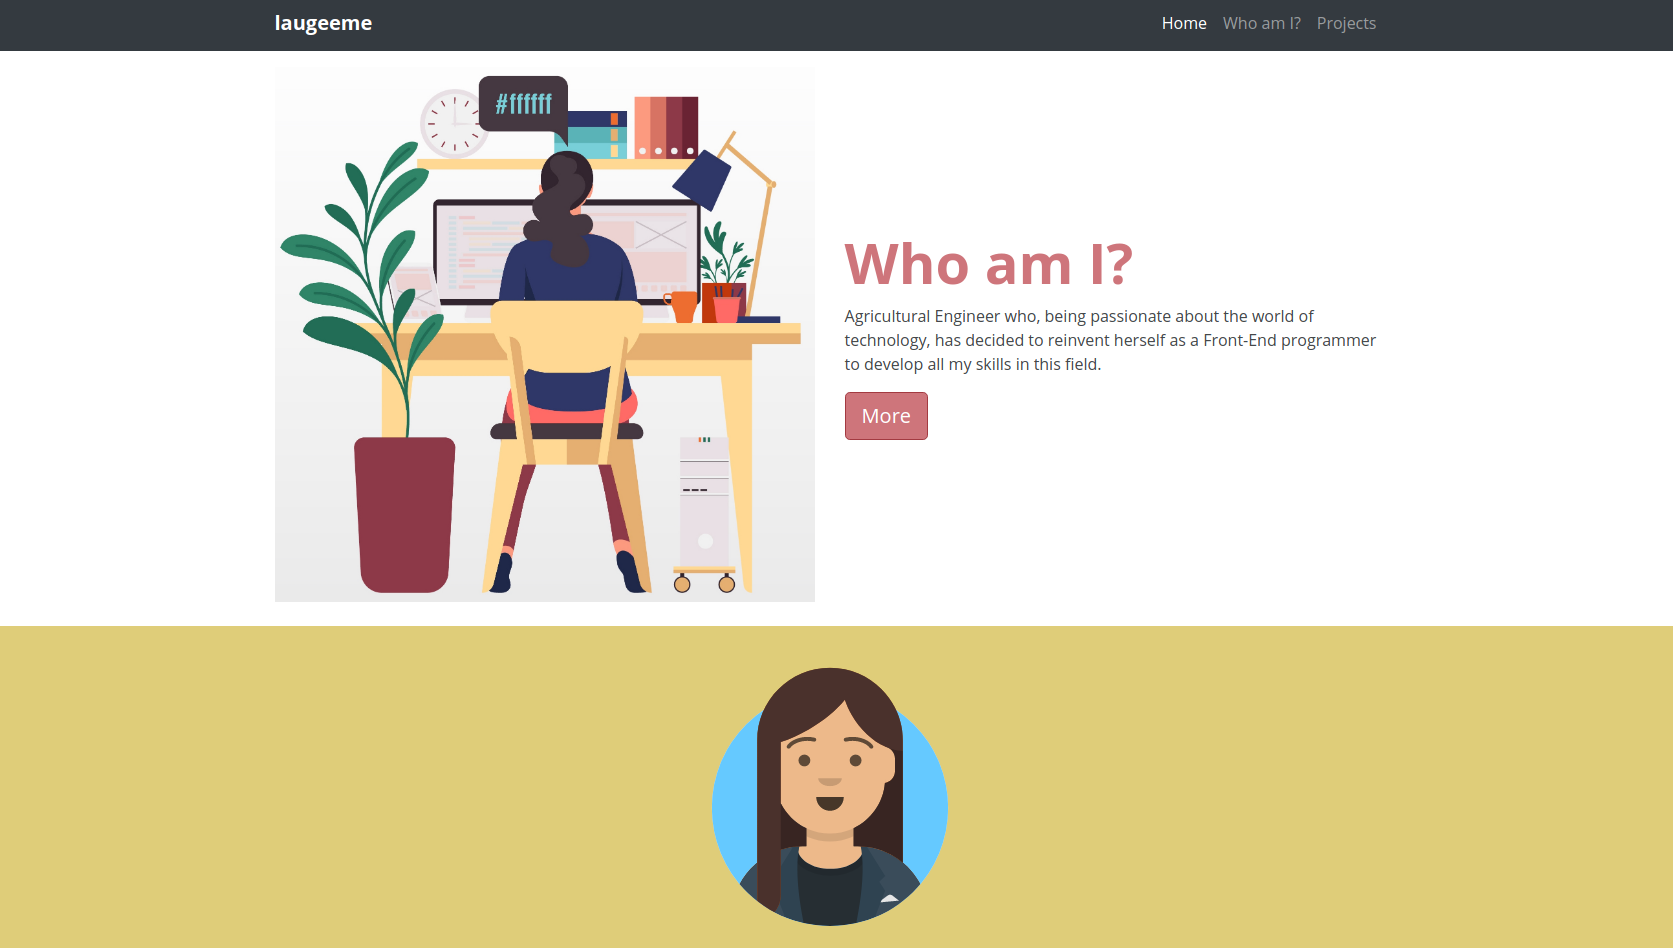 laugeeme
Home Who am I? Projects
#ffffff
Who am I?
Agricultural Engineer who, being passionate about the world of
technology, has decided to reinvent herself as a Front-End programmer
to develop all my skills in this field.
More